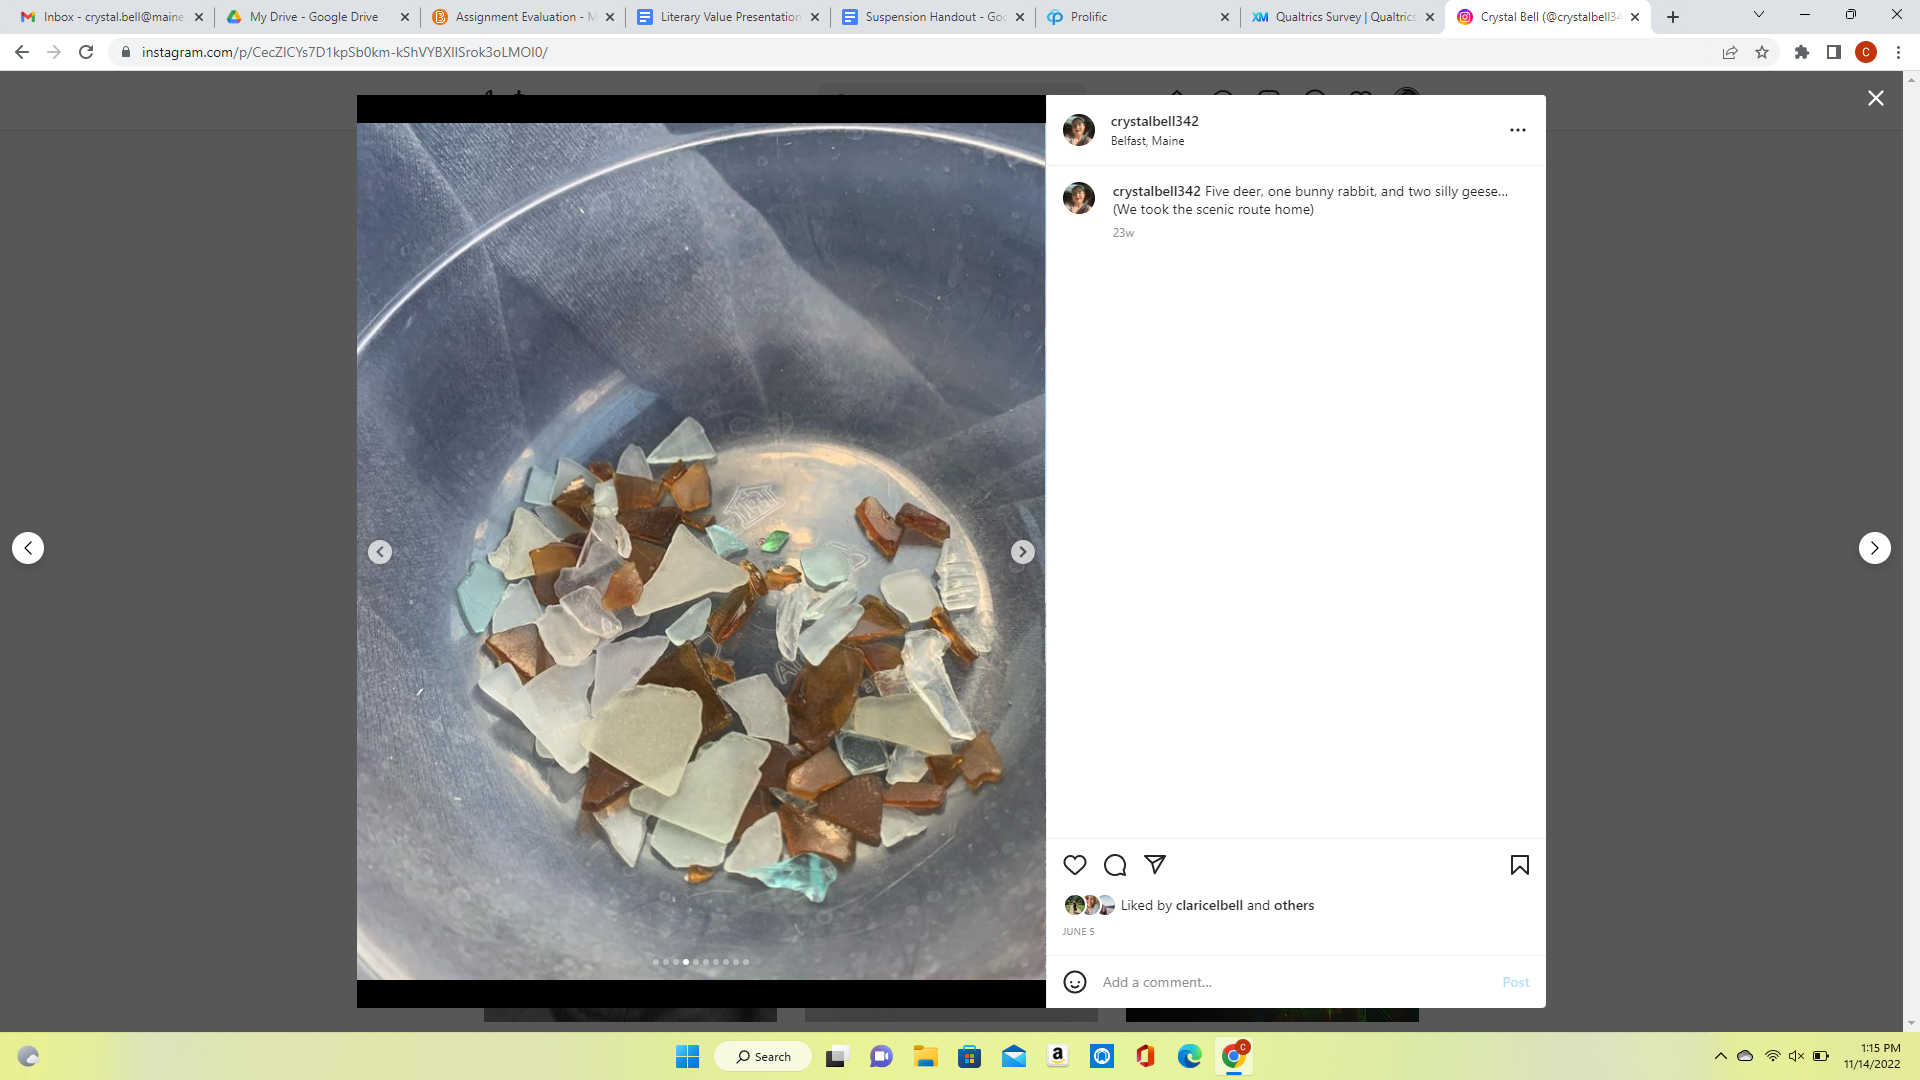 Inbox - crystal.bell@maine.
My Drive - Google Drive
Assignment Evaluation - M
Literary Value Presentation
Suspension Handout - Goo
Prolific
Qualtrics Survey | Qualtrics
Crystal Bell (@crystalbell34
instagram.com/p/CecZlCYs7D1kpSb0km-kShVYBXlISrok3oLMOI0/
C
crystalbell342
Belfast, Maine
crystalbell342 Five deer, one bunny rabbit, and two silly geese...
(We took the scenic route home)
23w
Liked by claricelbell and others
JUNE 5
Add a comment...
Post
Search
C
1:15 PM
11/14/2022